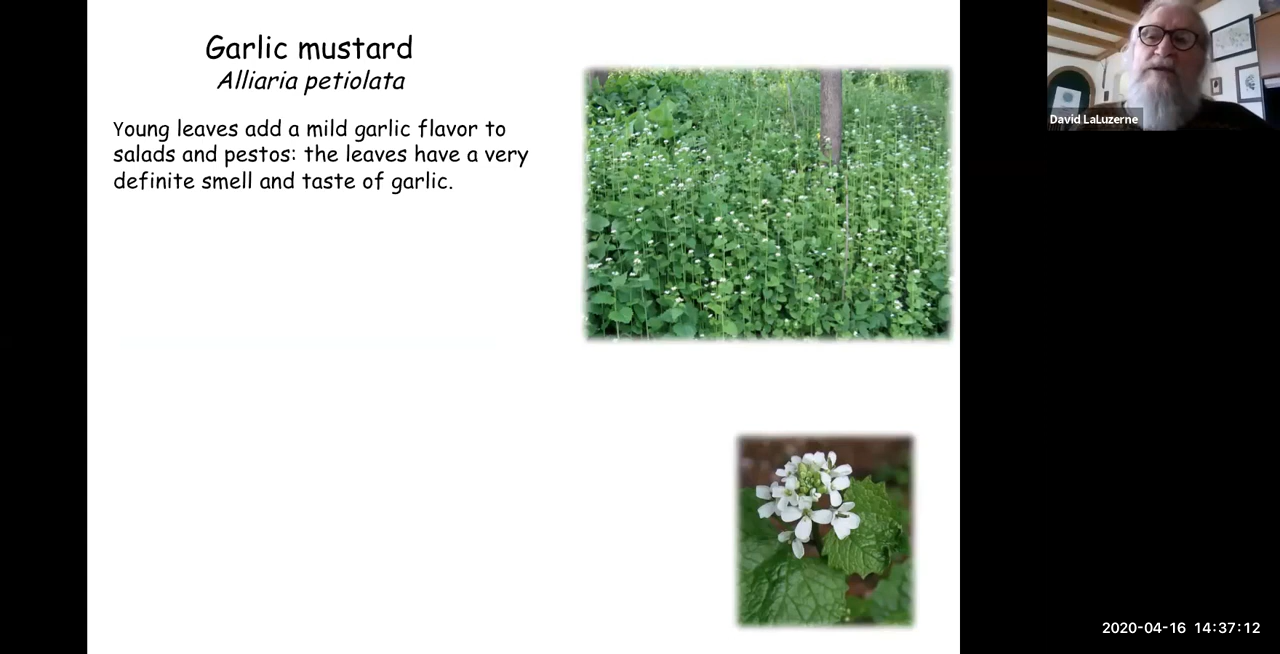 Garlic mustard
Alliaria petiolata
Young leaves add a mild garlic flavor to
salads and pestos: the leaves have a very
definite smell and taste of garlic.
David LaLuzerne
2020-04-16 14:37:12